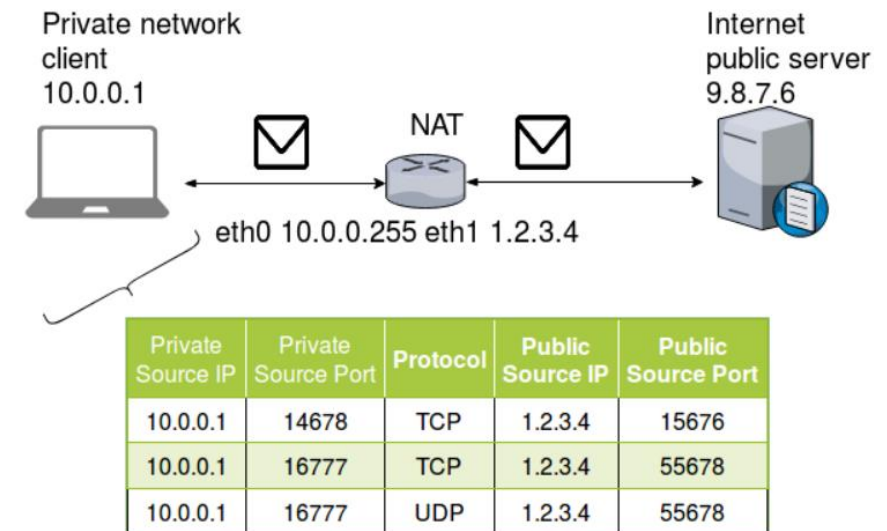 Private network
client
10.0.0.1
NAT
Internet
public server
9.8.7.6
eth0 10.0.0.255 eth1 1.2.3.4
Private Source IP Private Source Port Protocol Public Source IP Public Source Port
10.0.0.1 14678 TCP 1.2.3.4 15676
10.0.0.1 16777 TCP 1.2.3.4 55678
10.0.0.1 16777 UDP 1.2.3.4 55678